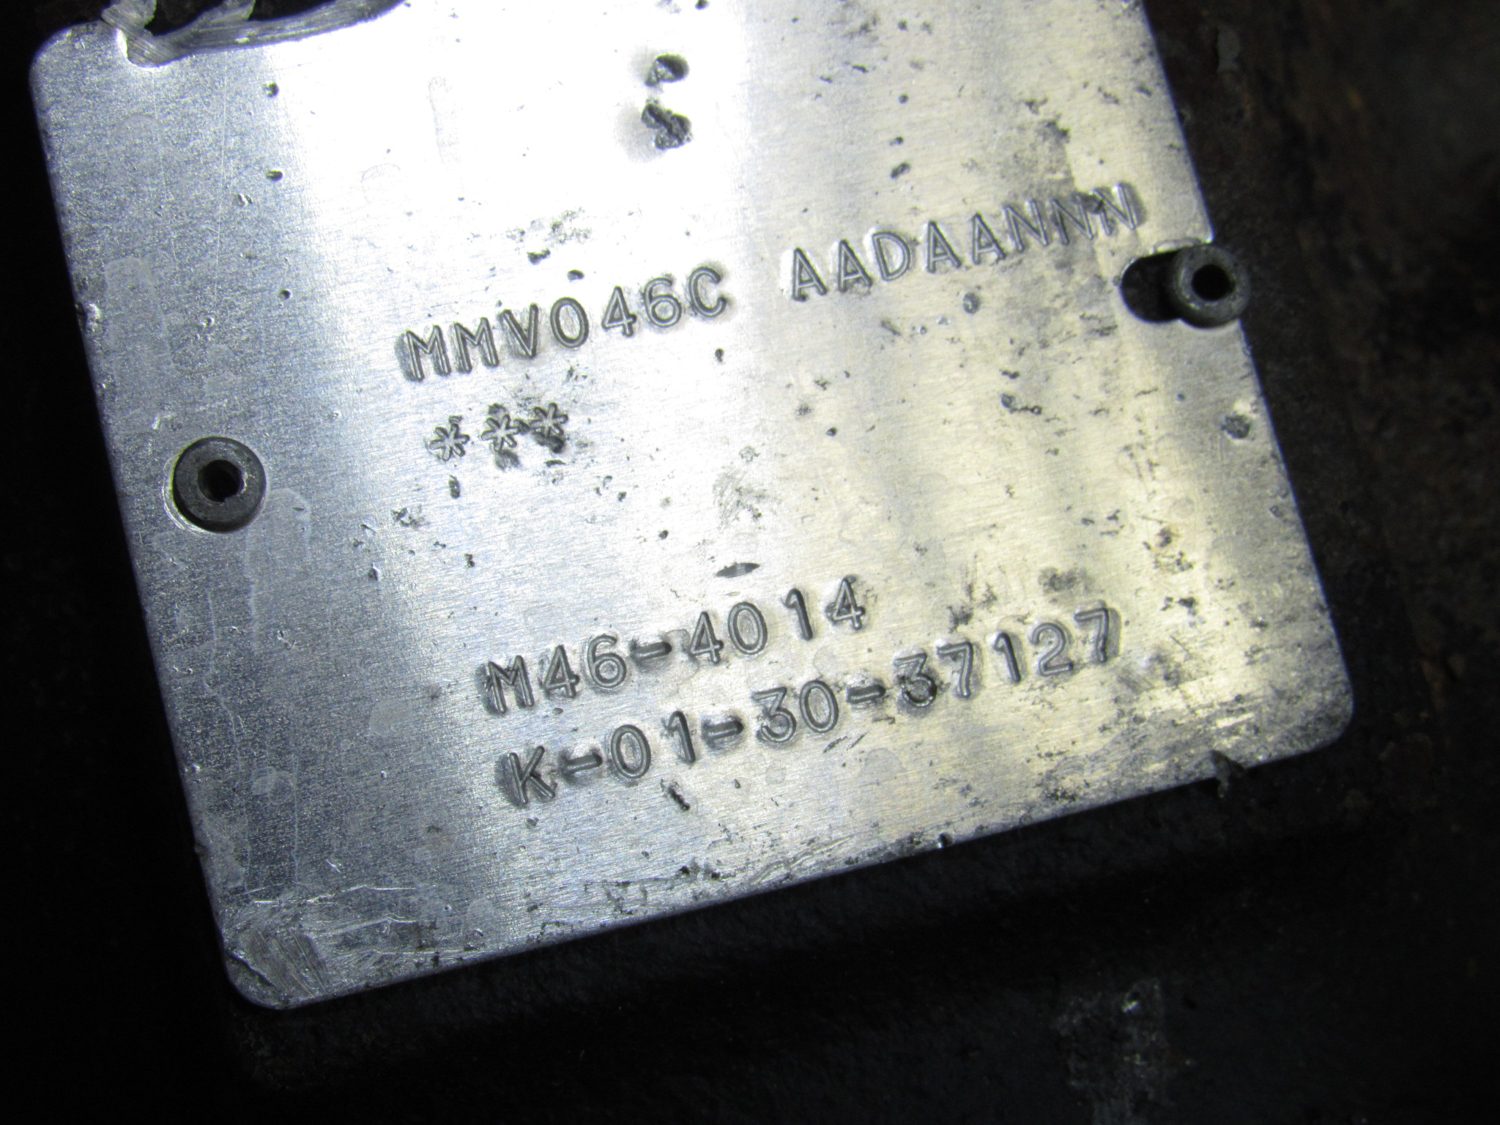 MMV046C AADAANNN
***
M46-4014
K-01-30-37127